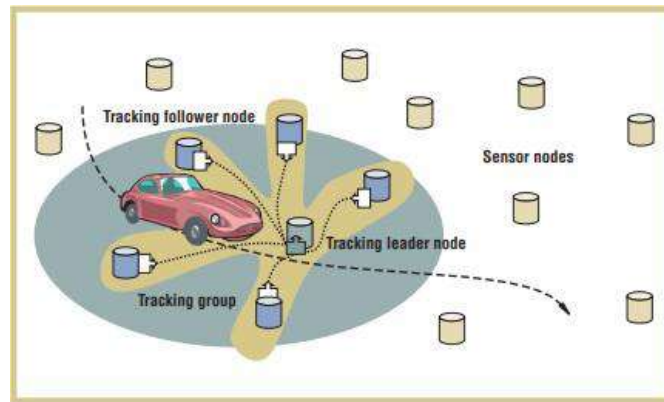 Tracking follower node
Sensor nodes
Tracking leader node
Tracking group